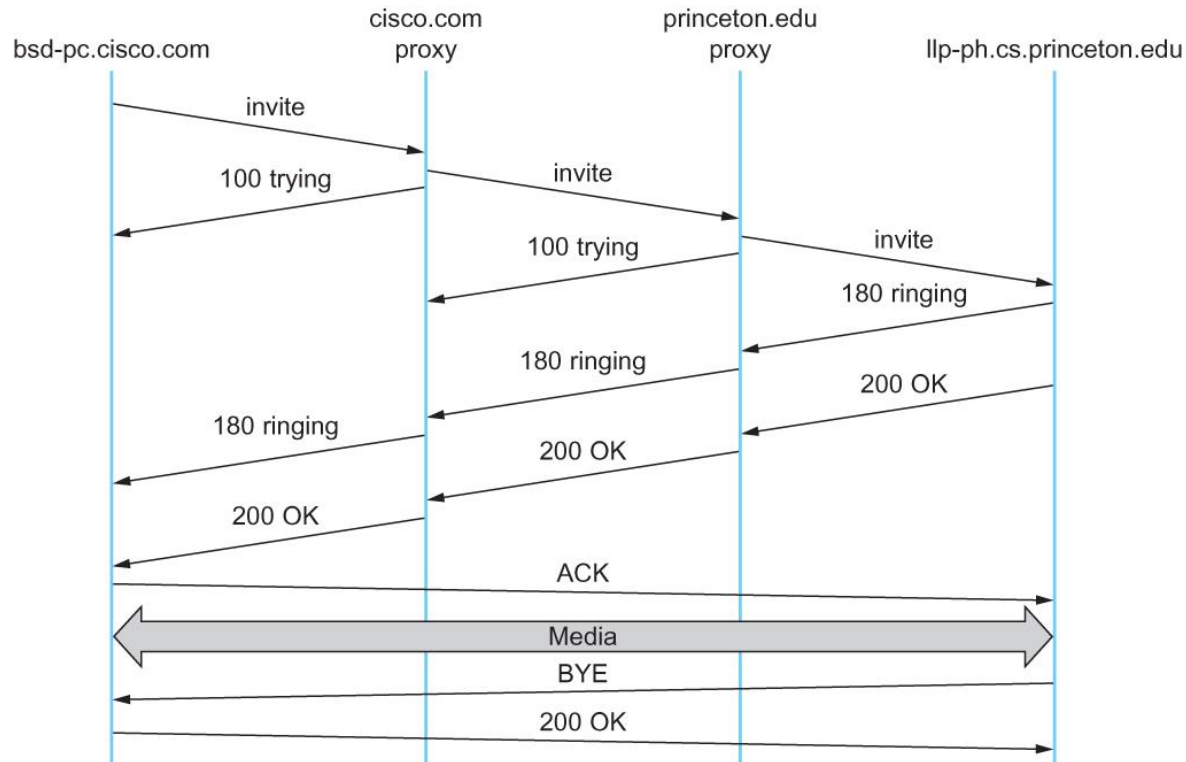 bsd-pc.cisco.com
cisco.com
proxy
princeton.edu
proxy
llp-ph.cs.princeton.edu
invite
100 trying
invite
100 trying
invite
180 ringing
180 ringing
200 OK
180 ringing
200 OK
200 OK
ACK
Media
BYE
200 OK